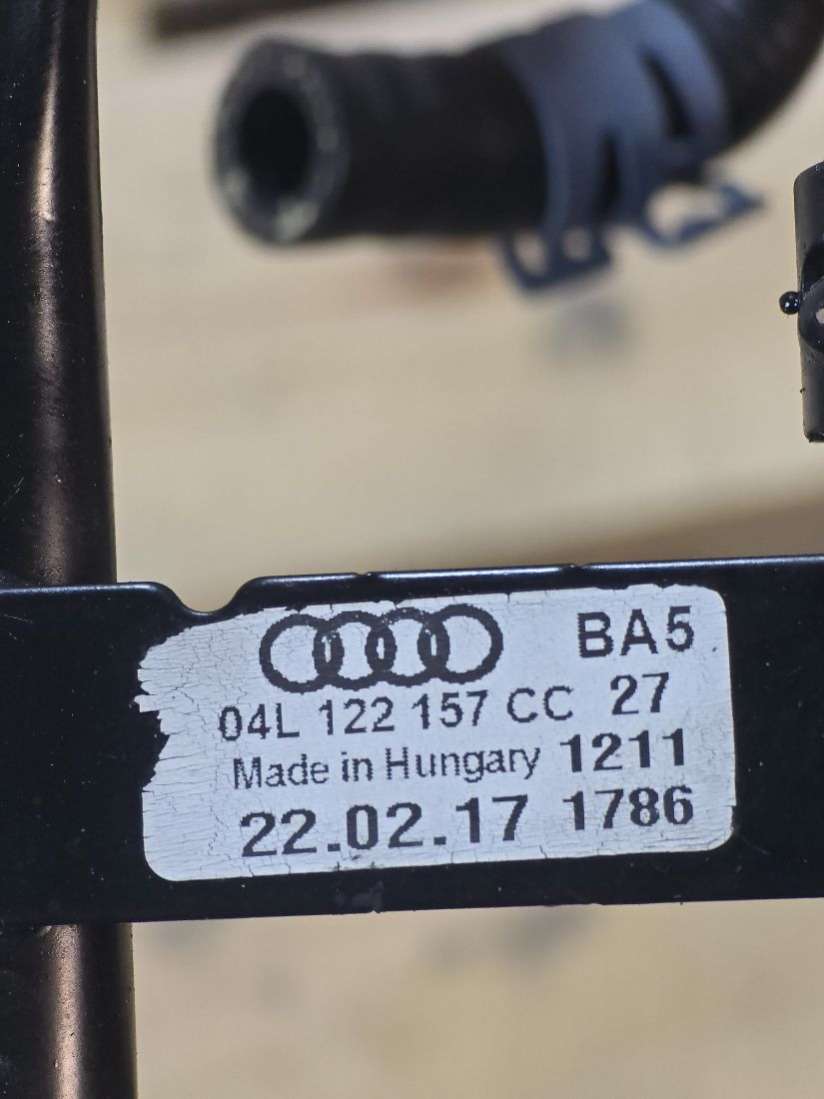 BA5
04L 122 157 CC 27
Made in Hungary 1211
22.02.17 1786